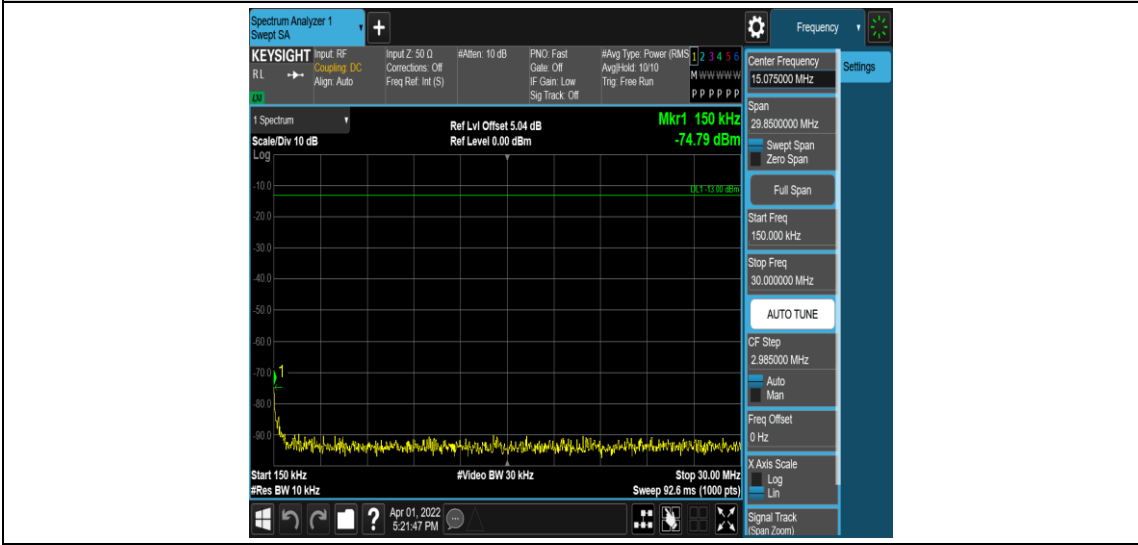 Spectrum Analyzer 1
Swept SA
+
Frequency
KEYSIGHT
RL
LXI
Input: RF
Coupling: DC
Align: Auto
Input Z: 50 Ω
Corrections: Off
Freq Ref: Int (S)
#Atten: 10 dB
PNO: Fast
Gate: Off
IF Gain: Low
Sig Track: Off
#Avg Type: Power (RMS
Avg|Hold: 10/10
Trig: Free Run
1 2 3 4 5 6
M W W W W W
P P P P P P
1 Spectrum
Scale/Div 10 dB
Log
Ref Lvl Offset 5.04 dB
Ref Level 0.00 dBm
Mkr1 150 kHz
-74.79 dBm
DL1 -13.00 dBm
-10.0
-20.0
-30.0
-40.0
-50.0
-60.0
-70.0
1
-80.0
-90.0
Start 150 kHz
#Res BW 10 kHz
#Video BW 30 kHz
Stop 30.00 MHz
Sweep 92.6 ms (1000 pts)
?
Apr 01, 2022
5:21:47 PM
Center Frequency
15.075000 MHz
Settings
Span
29.8500000 MHz
Swept Span
Zero Span
Full Span
Start Freq
150.000 kHz
Stop Freq
30.000000 MHz
AUTO TUNE
CF Step
2.985000 MHz
Auto
Man
Freq Offset
0 Hz
X Axis Scale
Log
Lin
Signal Track
(Span Zoom)